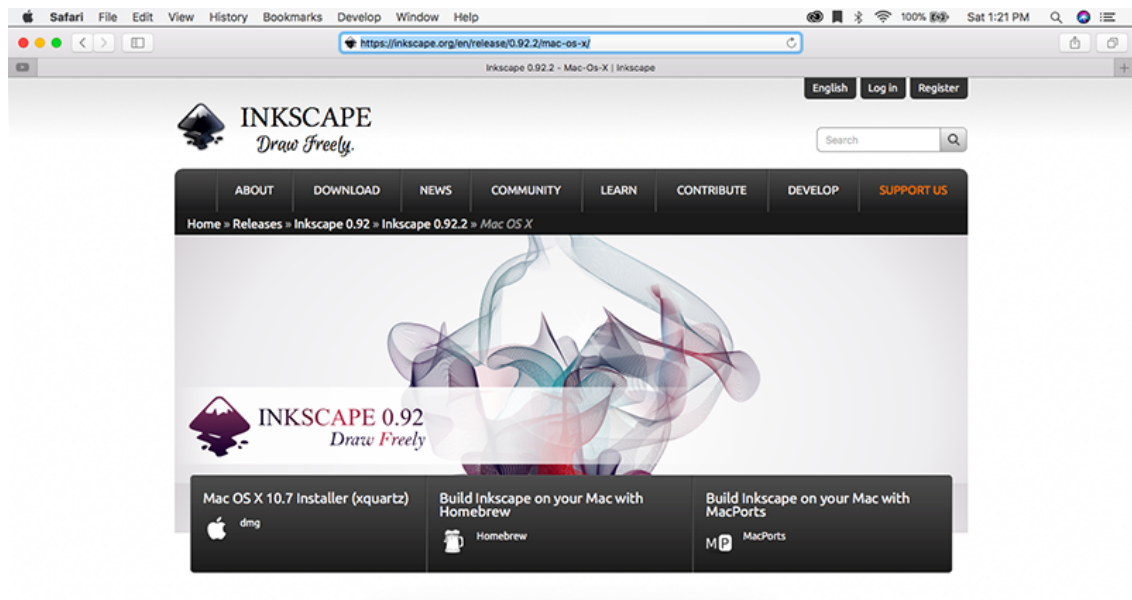 Safari File Edit View History Bookmarks Develop Window Help 100% Sat 1:21 PM
https://inkscape.org/en/release/0.92.2/mac-os-x/
Inkscape 0.92.2 - Mac-Os-X | Inkscape
English Log in Register
INKSCAPE
Draw Freely.
Search
ABOUT DOWNLOAD NEWS COMMUNITY LEARN CONTRIBUTE DEVELOP SUPPORT US
Home » Releases » Inkscape 0.92 » Inkscape 0.92.2 » Mac OS X
INKSCAPE 0.92
Draw Freely
Mac OS X 10.7 Installer (xquartz)
dmg
Build Inkscape on your Mac with
Homebrew
Homebrew
Build Inkscape on your Mac with
MacPorts
MP MacPorts